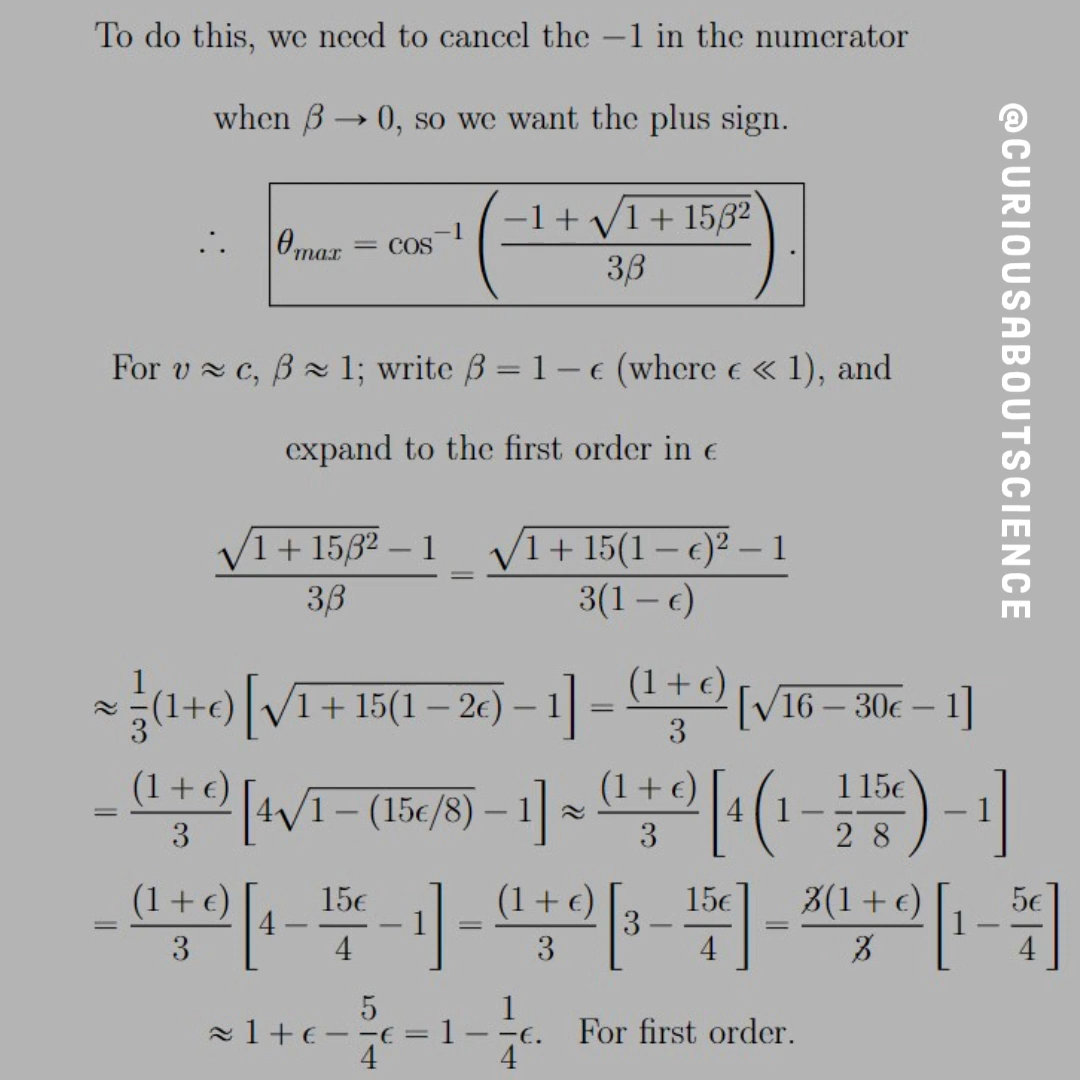 To do this, we need to cancel the −1 in the numerator
when β → 0, so we want the plus sign.
∴ θ_max = cos⁻¹ ( (−1 + √(1 + 15β²)) / 3β ).
For v ≈ c, β ≈ 1; write β = 1 − ϵ (where ϵ ≪ 1), and
expand to the first order in ϵ
(√(1 + 15β²) − 1) / 3β = (√(1 + 15(1 − ϵ)²) − 1) / 3(1 − ϵ)
≈ 1/3 (1+ϵ) [√(1 + 15(1 − 2ϵ)) − 1] = (1 + ϵ)/3 [√(16 − 30ϵ) − 1]
= (1 + ϵ)/3 [4√(1 − (15ϵ/8)) − 1] ≈ (1 + ϵ)/3 [4 (1 − 1/2 15ϵ/8) − 1]
= (1 + ϵ)/3 [4 − 15ϵ/4 − 1] = (1 + ϵ)/3 [3 − 15ϵ/4] = 3(1 + ϵ)/3 [1 − 5ϵ/4]
≈ 1 + ϵ − 5/4 ϵ = 1 − 1/4 ϵ. For first order.
@CURIOUSABOUTSCIENCE